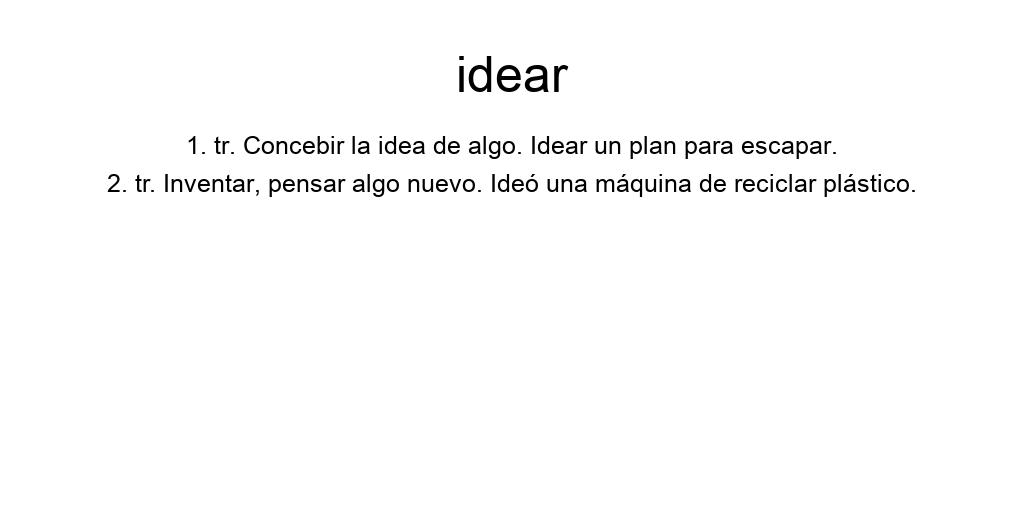 idear
1. tr. Concebir la idea de algo. Idear un plan para escapar.
2. tr. Inventar, pensar algo nuevo. Ideó una máquina de reciclar plástico.